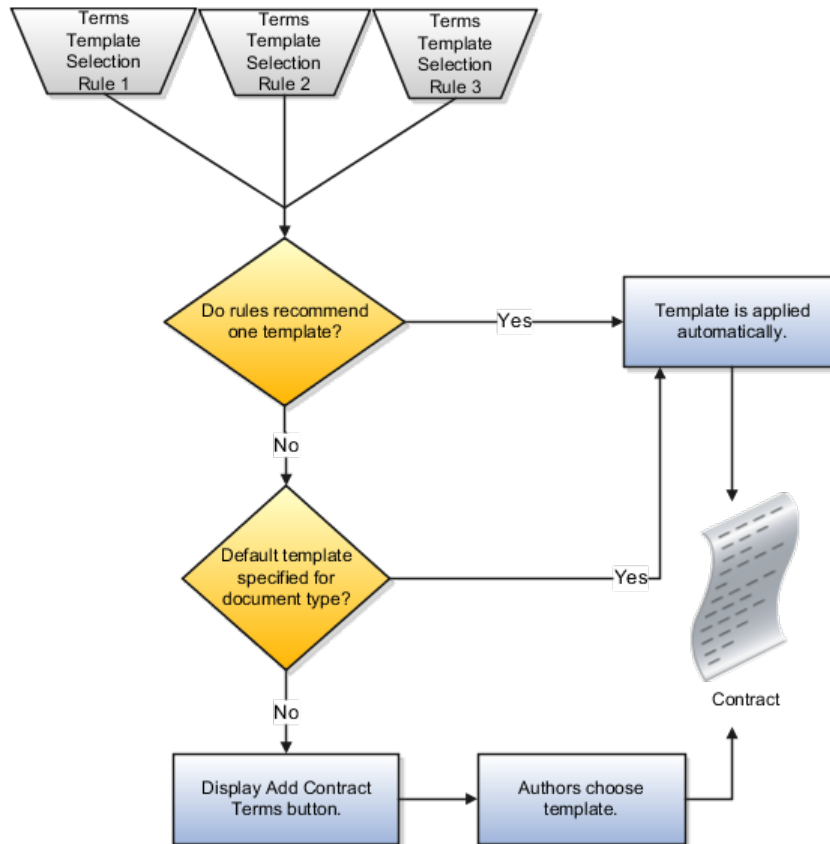 Terms
Template
Selection
Rule 1
Terms
Template
Selection
Rule 2
Terms
Template
Selection
Rule 3
Do rules recommend
one template?
Yes
Template is applied
automatically.
No
Default template
specified for
document type?
Yes
Contract
No
Display Add Contract
Terms button.
Authors choose
template.